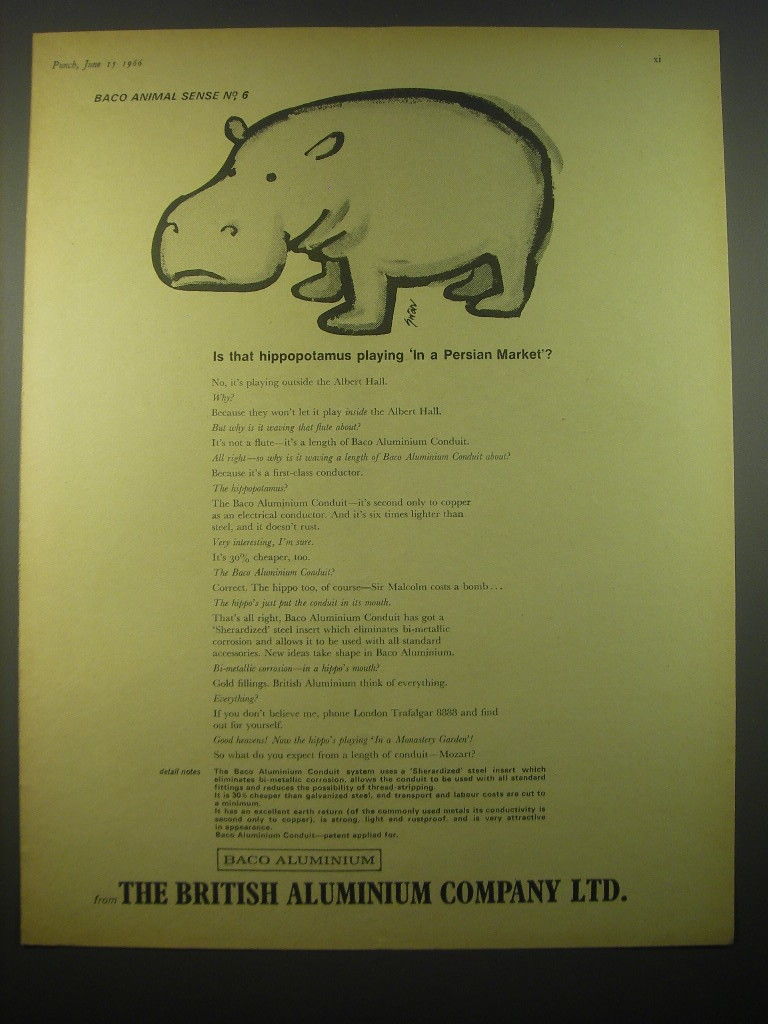 Punch, June 15 1966
xi
BACO ANIMAL SENSE No 6
Is that hippopotamus playing 'In a Persian Market'?
No, it's playing outside the Albert Hall.
Why?
Because they won't let it play inside the Albert Hall.
But why is it waving that flute about?
It's not a flute—it's a length of Baco Aluminium Conduit.
All right—so why is it waving a length of Baco Aluminium Conduit about?
Because it's a first-class conductor.
The hippopotamus?
The Baco Aluminium Conduit—it's second only to copper
as an electrical conductor. And it's six times lighter than
steel, and it doesn't rust.
Very interesting, I'm sure.
It's 30% cheaper, too.
The Baco Aluminium Conduit?
Correct. The hippo too, of course—Sir Malcolm costs a bomb...
The hippo's just put the conduit in its mouth.
That's all right, Baco Aluminium Conduit has got a
'Sherardized' steel insert which eliminates bi-metallic
corrosion and allows it to be used with all standard
accessories. New ideas take shape in Baco Aluminium.
Bi-metallic corrosion—in a hippo's mouth?
Gold fillings. British Aluminium think of everything.
Everything?
If you don't believe me, phone London Trafalgar 8888 and find
out for yourself.
Good heavens! Now the hippo's playing 'In a Monastery Garden'!
So what do you expect from a length of conduit—Mozart?
detail notes
The Baco Aluminium Conduit system uses a 'Sherardized' steel insert which
eliminates bi-metallic corrosion, allows the conduit to be used with all standard
fittings and reduces the possibility of thread-stripping.
It is 30% cheaper than galvanized steel, and transport and labour costs are cut to
a minimum.
It has an excellent earth return (of the commonly used metals its conductivity is
second only to copper), is strong, light and rustproof, and is very attractive
in appearance.
Baco Aluminium Conduit—patent applied for.
BACO ALUMINIUM
from THE BRITISH ALUMINIUM COMPANY LTD.